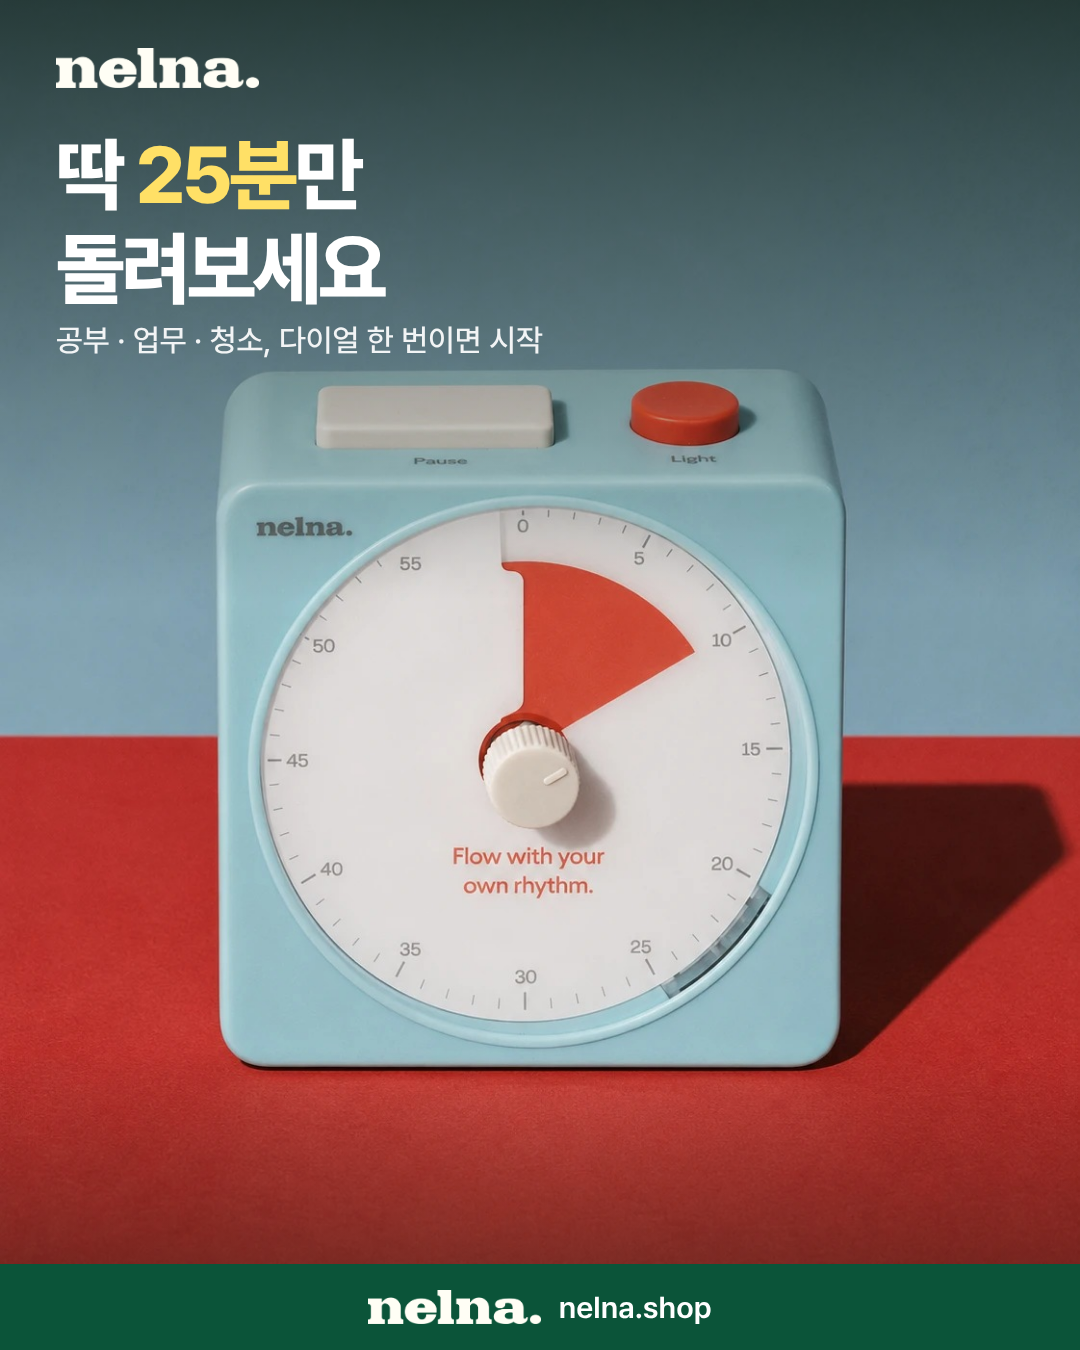 nelna.
딱 25분만
돌려보세요
공부 · 업무 · 청소, 다이얼 한 번이면 시작
Pause
Light
nelna.
0
5
10
15
20
25
30
35
40
45
50
55
Flow with your
own rhythm.
nelna. nelna.shop